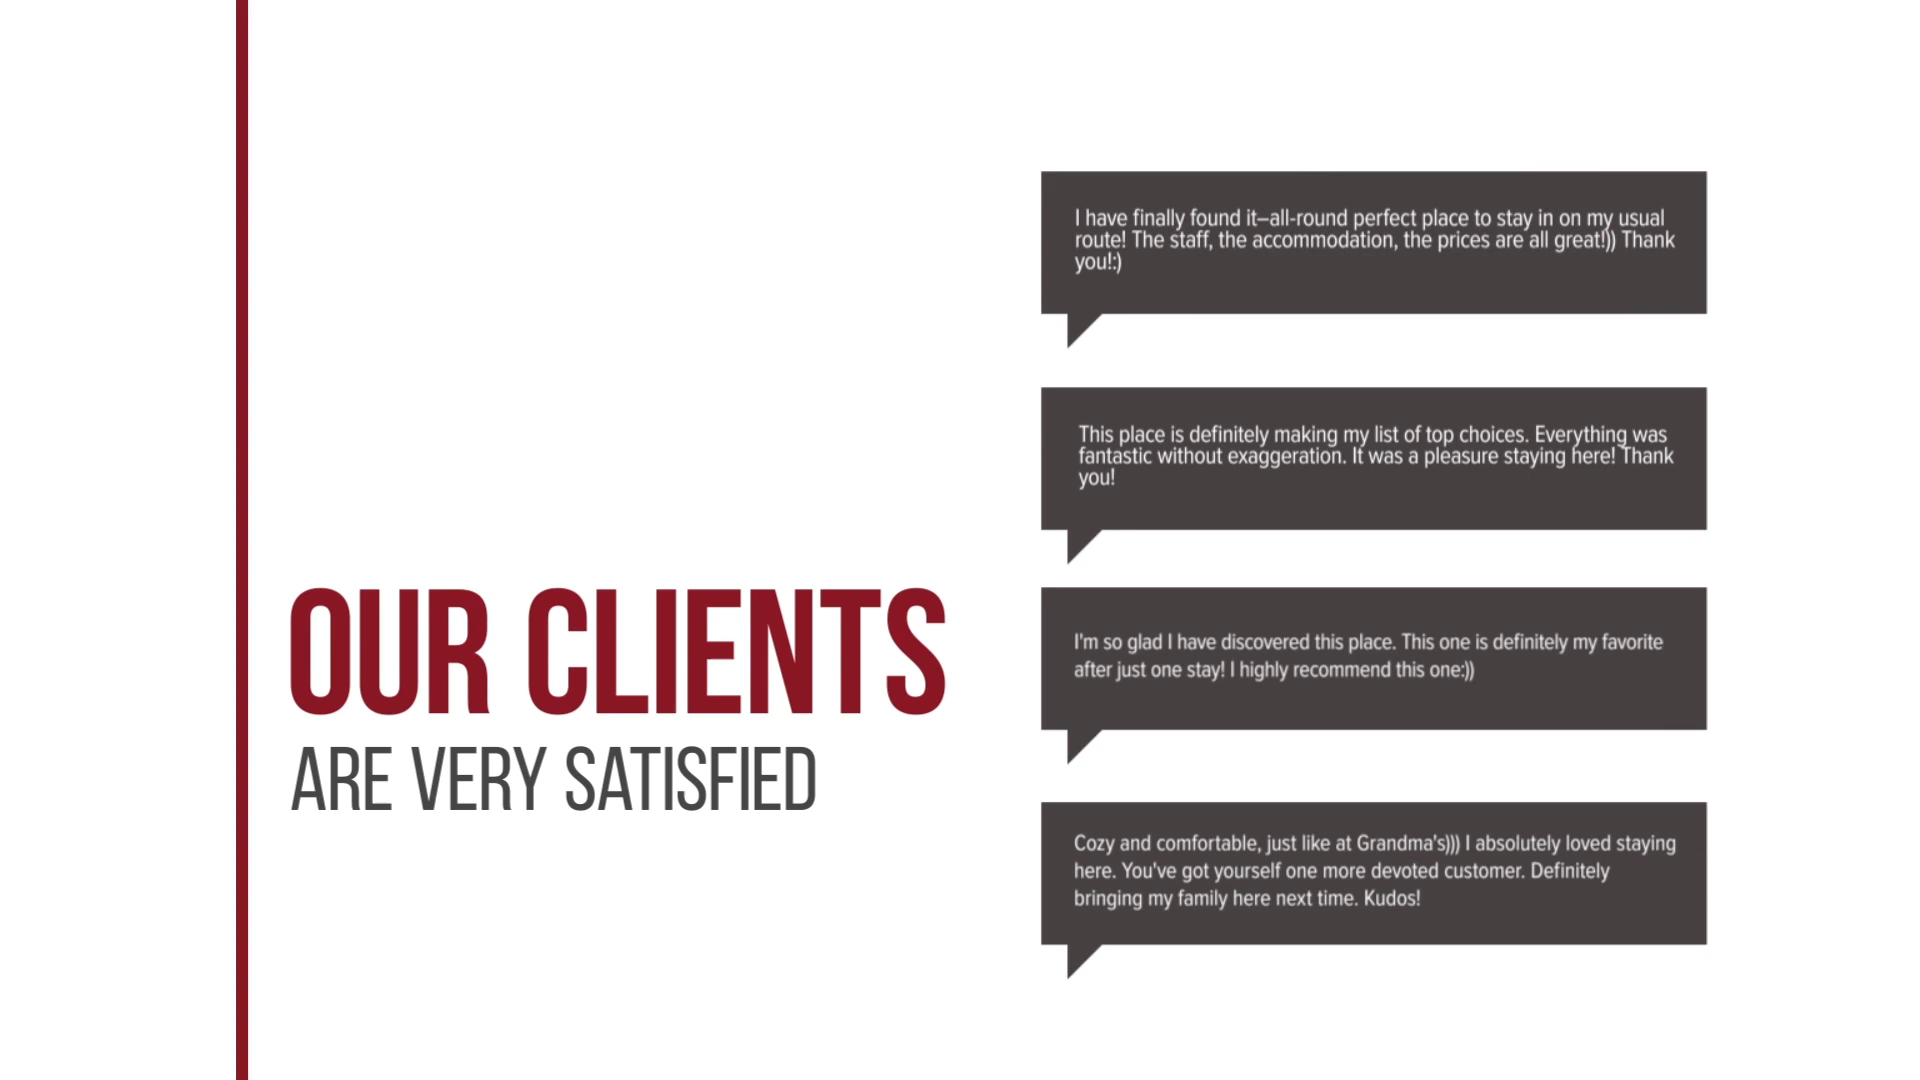 OUR CLIENTS
ARE VERY SATISFIED
I have finally found it–all-round perfect place to stay in on my usual
route! The staff, the accommodation, the prices are all great!)) Thank
you!:)
This place is definitely making my list of top choices. Everything was
fantastic without exaggeration. It was a pleasure staying here! Thank
you!
I'm so glad I have discovered this place. This one is definitely my favorite
after just one stay! I highly recommend this one:))
Cozy and comfortable, just like at Grandma's))) I absolutely loved staying
here. You've got yourself one more devoted customer. Definitely
bringing my family here next time. Kudos!